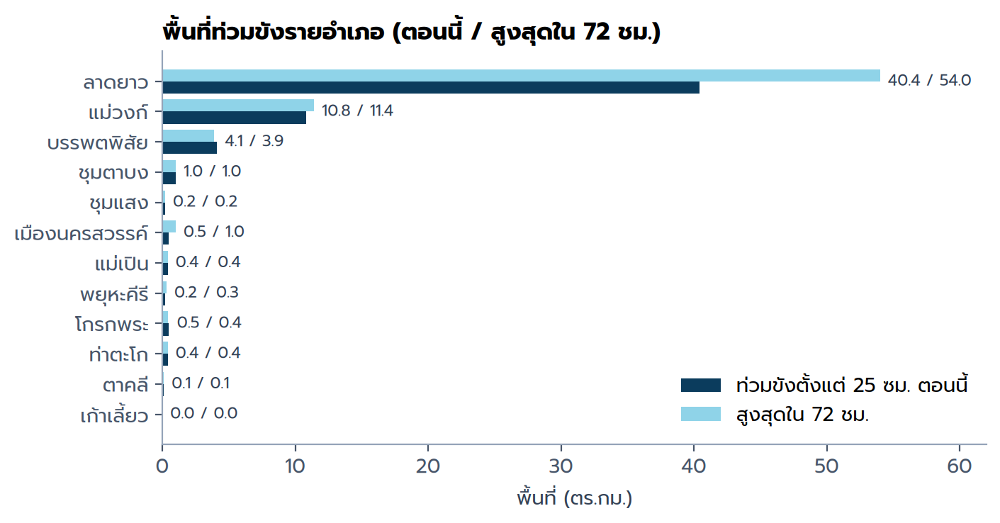 พื้นที่ท่วมขังรายอำเภอ (ตอนนี้ / สูงสุดใน 72 ชม.)
ลาดยาว 40.4 / 54.0
แม่วงก์ 10.8 / 11.4
บรรพตพิสัย 4.1 / 3.9
ชุมตาบง 1.0 / 1.0
ชุมแสง 0.2 / 0.2
เมืองนครสวรรค์ 0.5 / 1.0
แม่เปิน 0.4 / 0.4
พยุหะคีรี 0.2 / 0.3
โกรกพระ 0.5 / 0.4
ท่าตะโก 0.4 / 0.4
ตาคลี 0.1 / 0.1
เก้าเลี้ยว 0.0 / 0.0
ท่วมขังตั้งแต่ 25 ซม. ตอนนี้
สูงสุดใน 72 ชม.
0 10 20 30 40 50 60
พื้นที่ (ตร.กม.)